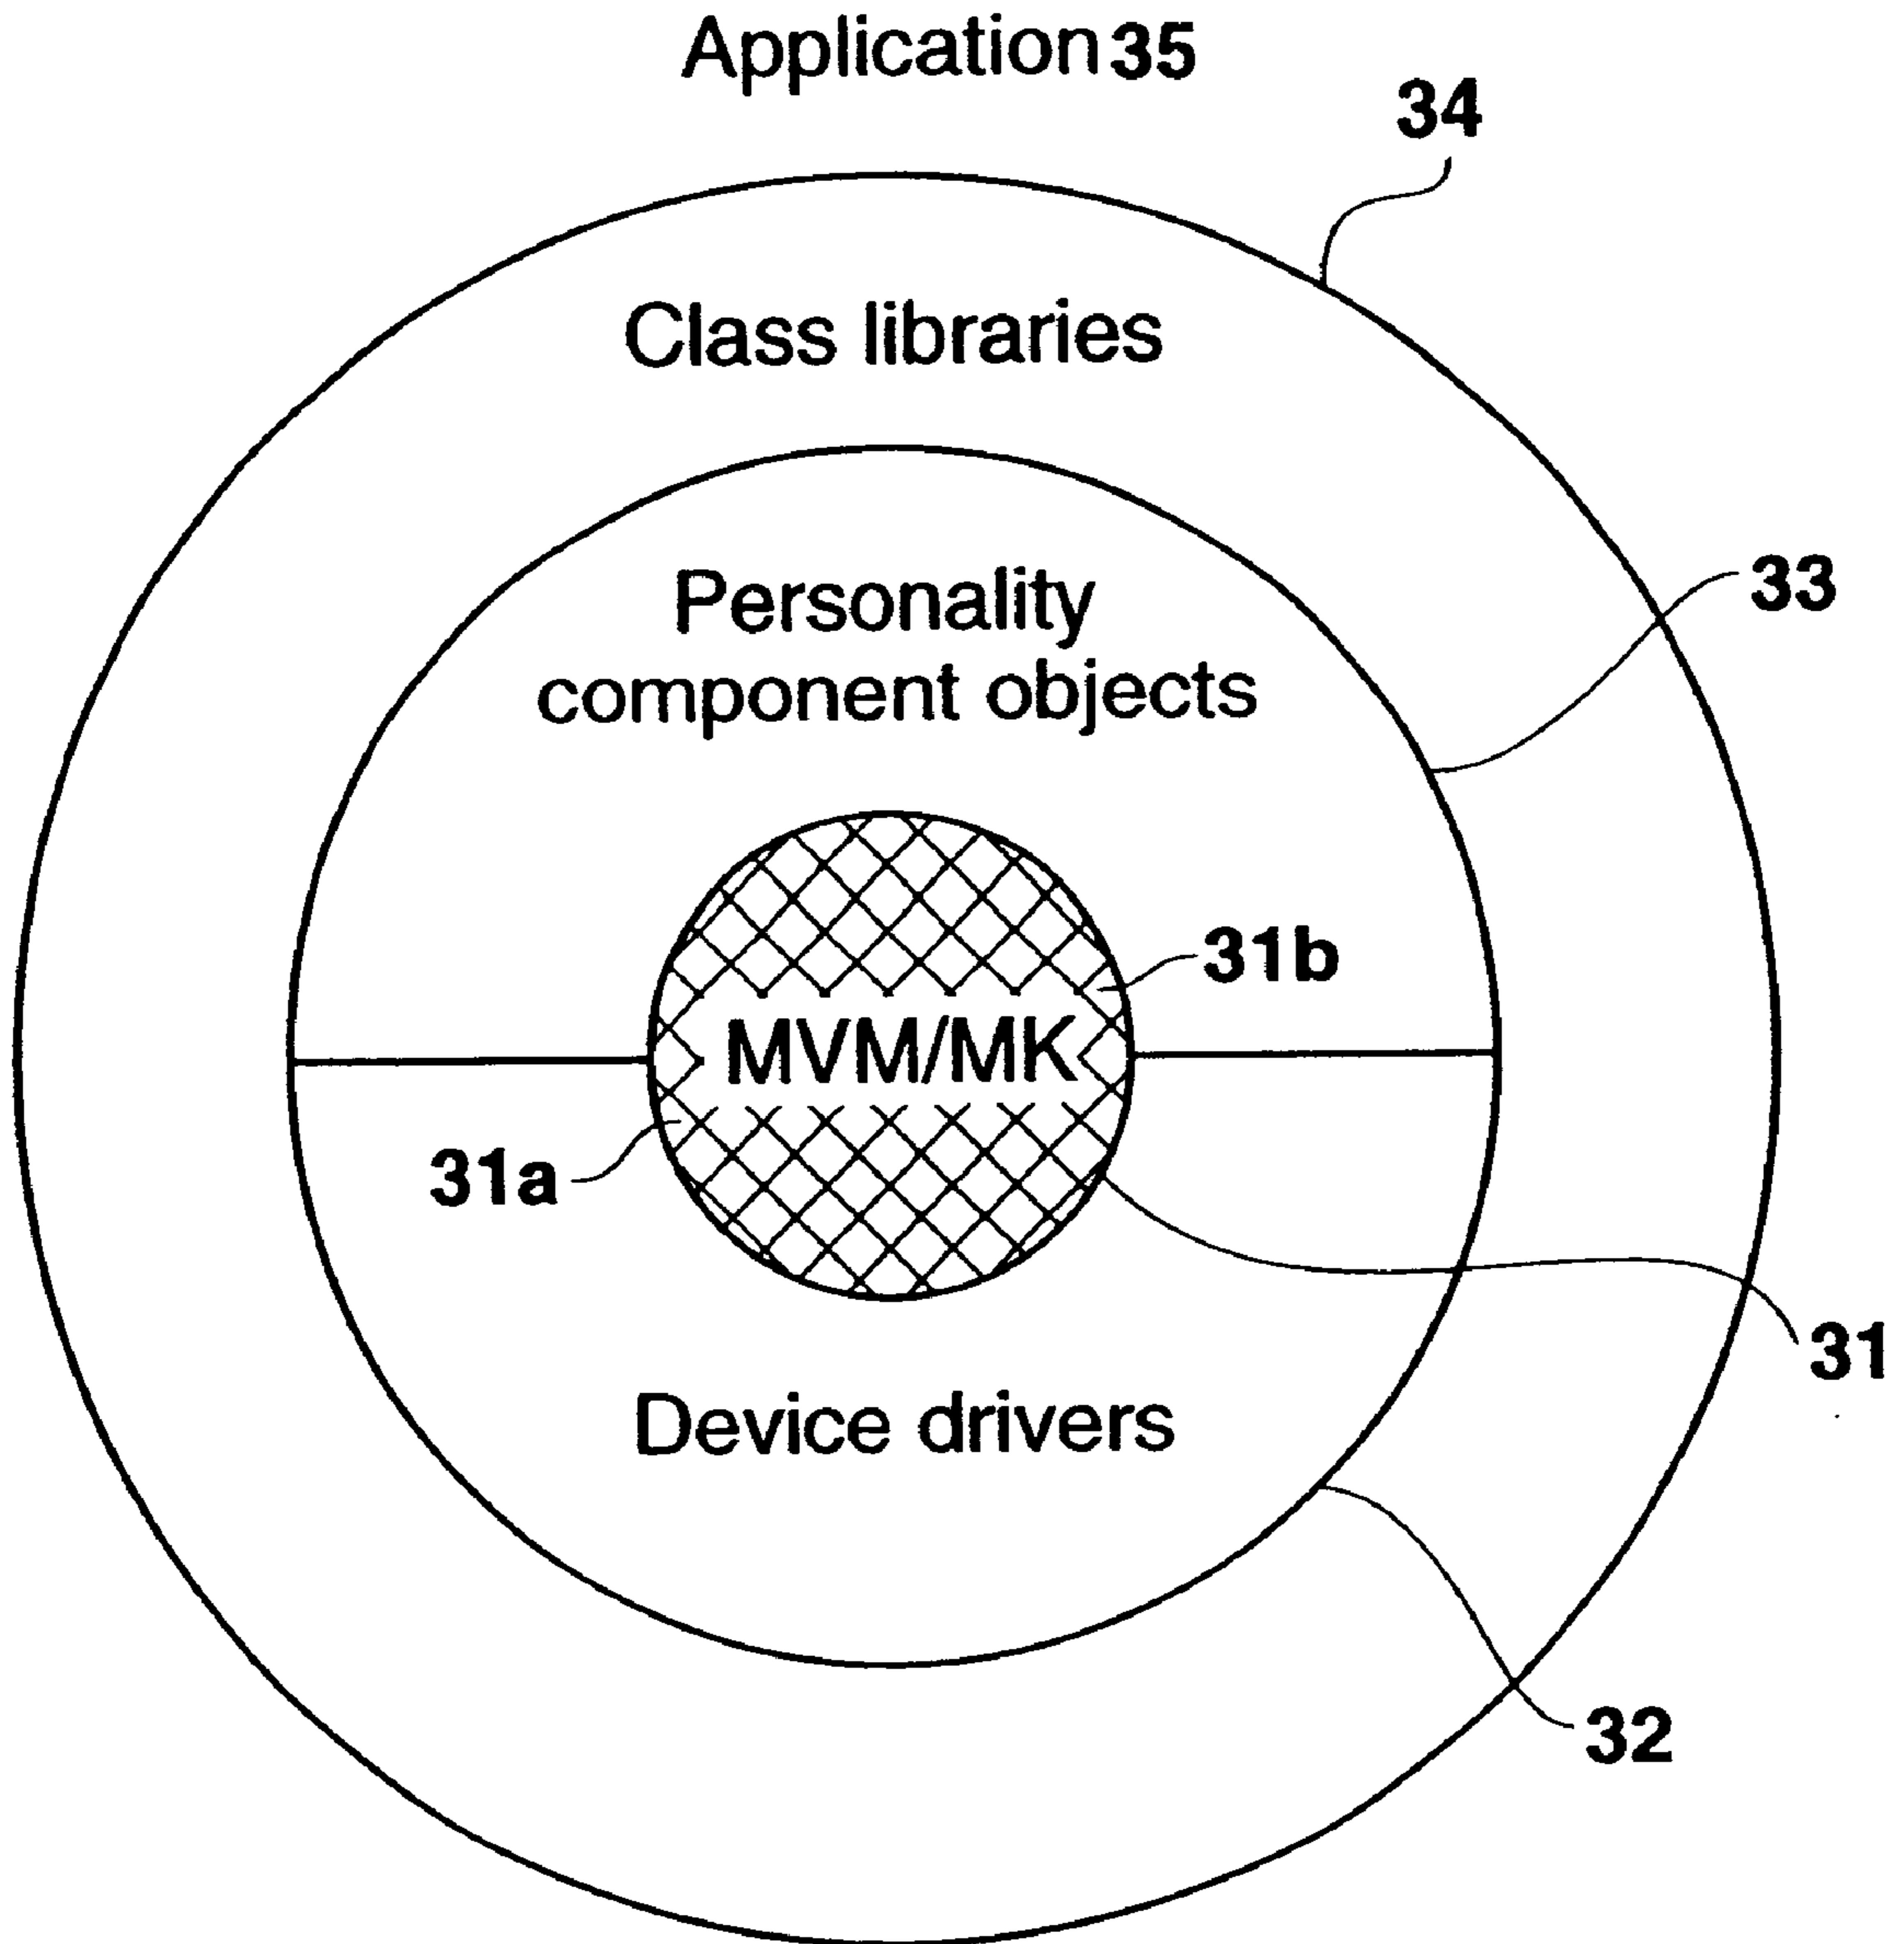 Application 35
34
Class libraries
33
Personality
component objects
31b
MVM/MK
31a
31
Device drivers
32